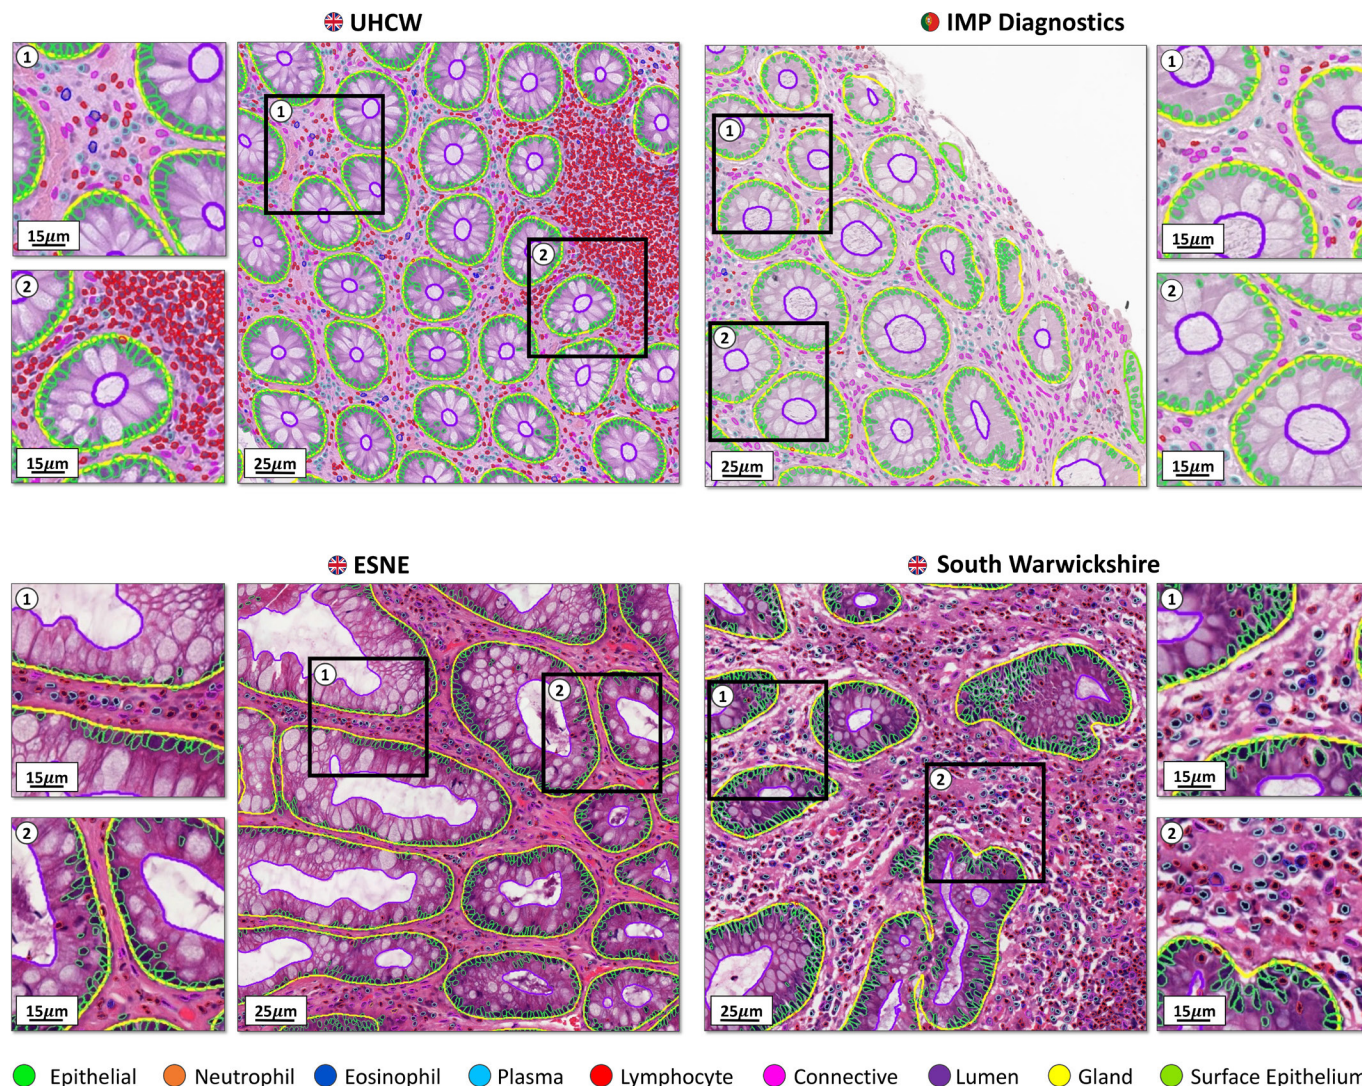 UHCW
IMP Diagnostics
1
15μm
2
15μm
1
2
25μm
1
2
25μm
1
15μm
2
15μm
ESNE
South Warwickshire
1
15μm
2
15μm
1
2
25μm
1
2
25μm
1
15μm
2
15μm
Epithelial Neutrophil Eosinophil Plasma Lymphocyte Connective Lumen Gland Surface Epithelium